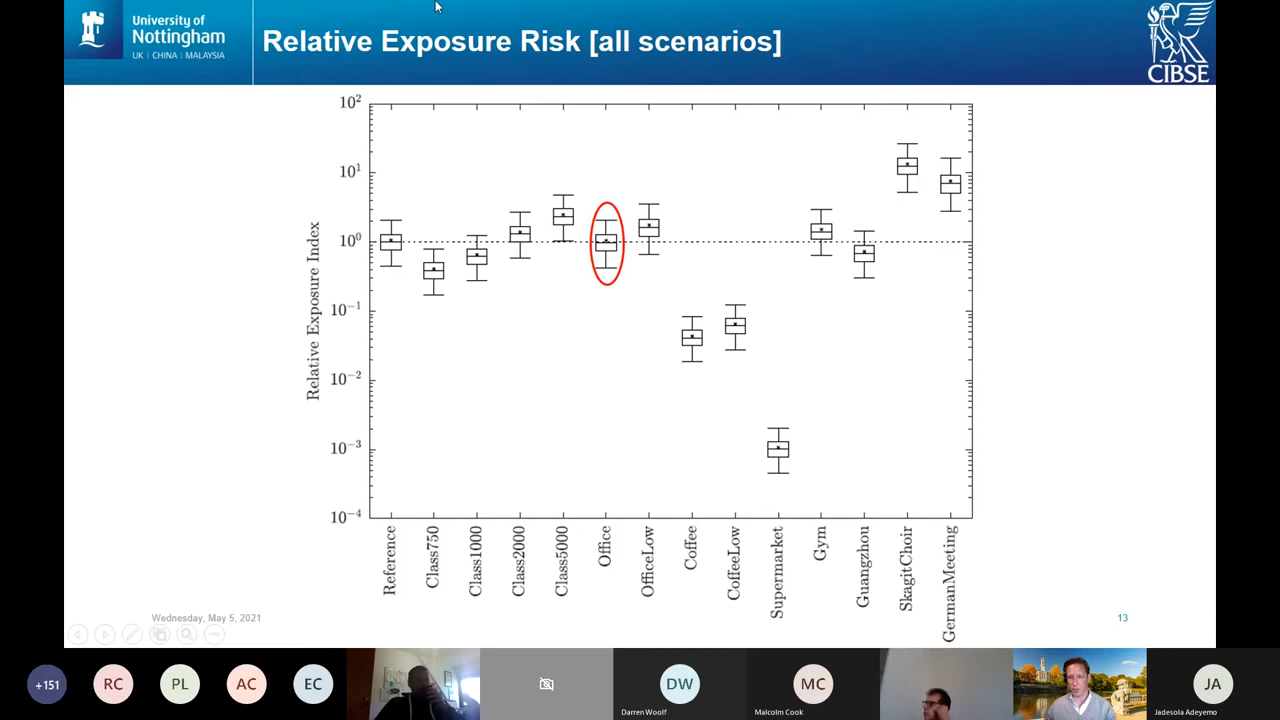 University of
Nottingham
UK | CHINA | MALAYSIA
Relative Exposure Risk [all scenarios]
CIBSE
10²
10¹
10⁰
10⁻¹
10⁻²
10⁻³
10⁻⁴
Relative Exposure Index
Reference
Class750
Class1000
Class2000
Class5000
Office
OfficeLow
Coffee
CoffeeLow
Supermarket
Gym
Guangzhou
SkagitChoir
GermanMeeting
Wednesday, May 5, 2021
13
+151
RC
PL
AC
EC
DW
Darren Woolf
MC
Malcolm Cook
JA
Jadesola Adeyemo